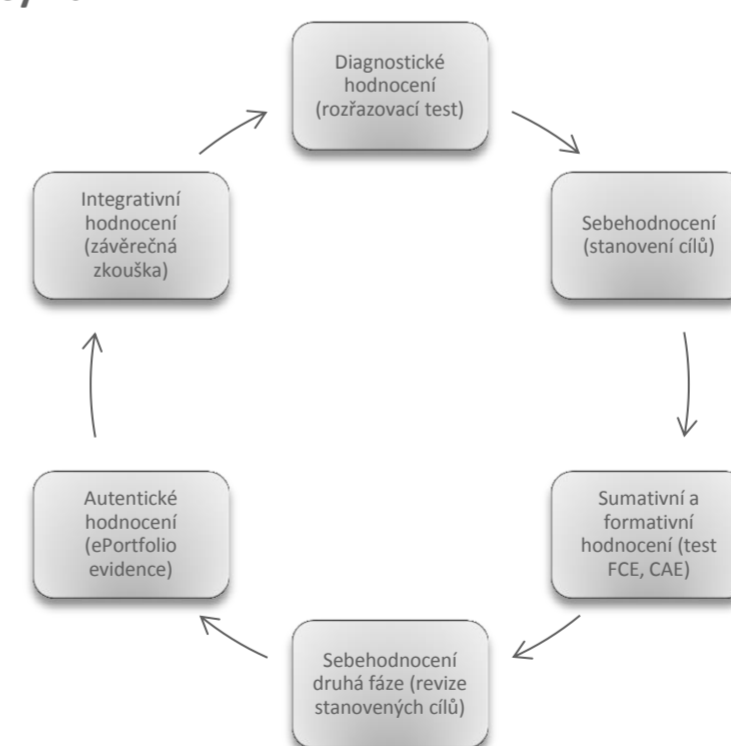 Diagnostické
hodnocení
(rozřazovací test)
Sebehodnocení
(stanovení cílů)
Sumativní a
formativní
hodnocení (test
FCE, CAE)
Sebehodnocení
druhá fáze (revize
stanovených cílů)
Autentické
hodnocení
(ePortfolio
evidence)
Integrativní
hodnocení
(závěrečná
zkouška)